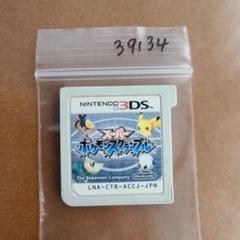 39134
NINTENDO 3DS
スーパー
ポケモンスクランブル
The Pokémon Company
Nintendo
LNA-CTR-ACCJ-JPN